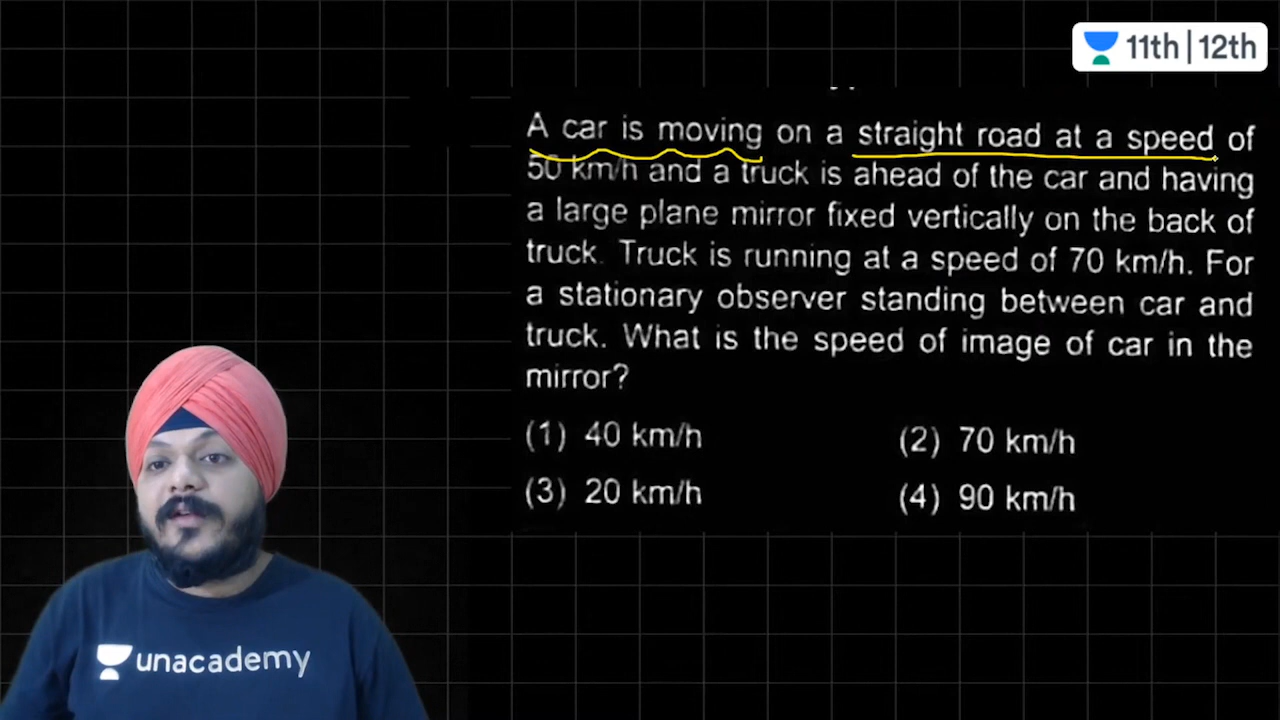 11th | 12th
A car is moving on a straight road at a speed of
50 km/h and a truck is ahead of the car and having
a large plane mirror fixed vertically on the back of
truck. Truck is running at a speed of 70 km/h. For
a stationary observer standing between car and
truck. What is the speed of image of car in the
mirror?
(1) 40 km/h (2) 70 km/h
(3) 20 km/h (4) 90 km/h
unacademy